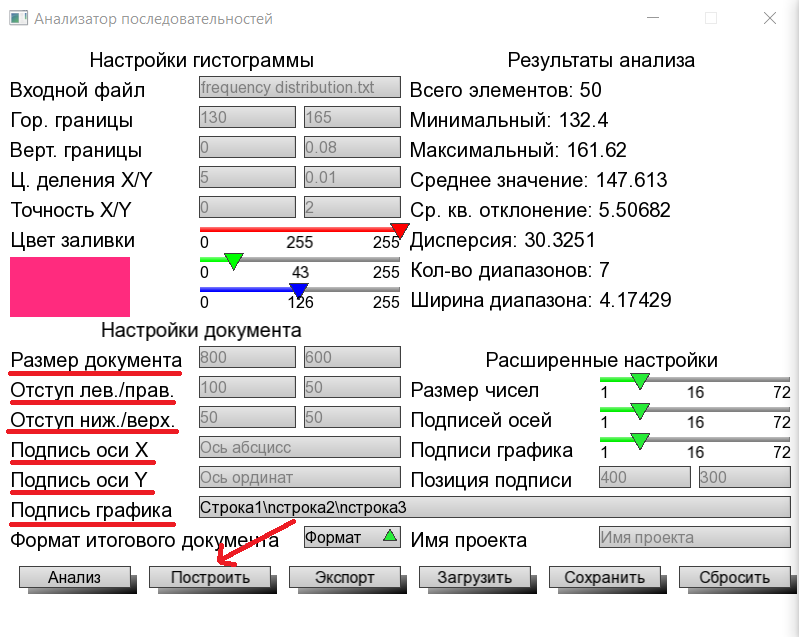 Анализатор последовательностей
Настройки гистограммы
Входной файл frequency distribution.txt
Гор. границы 130 165
Верт. границы 0 0.08
Ц. деления X/Y 5 0.01
Точность X/Y 0 2
Цвет заливки
0 255 255
0 43 255
0 126 255
Результаты анализа
Всего элементов: 50
Минимальный: 132.4
Максимальный: 161.62
Среднее значение: 147.613
Ср. кв. отклонение: 5.50682
Дисперсия: 30.3251
Кол-во диапазонов: 7
Ширина диапазона: 4.17429
Настройки документа
Размер документа 800 600
Отступ лев./прав. 100 50
Отступ ниж./верх. 50 50
Подпись оси X Ось абсцисс
Подпись оси Y Ось ординат
Расширенные настройки
Размер чисел 1 16 72
Подписей осей 1 16 72
Подписи графика 1 16 72
Позиция подписи 400 300
Подпись графика Строка1\nстрока2\nстрока3
Формат итогового документа Формат Имя проекта Имя проекта
Анализ Построить Экспорт Загрузить Сохранить Сбросить